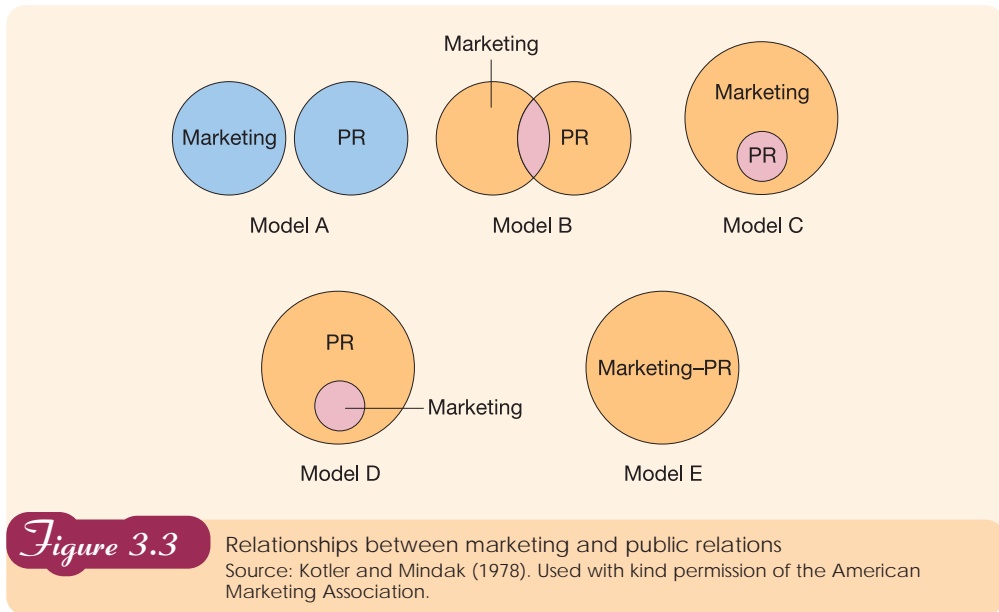 Marketing
Marketing
PR
PR
Marketing
PR
Model A
Model B
Model C
PR
Marketing
Marketing–PR
Model D
Model E
Figure 3.3
Relationships between marketing and public relations
Source: Kotler and Mindak (1978). Used with kind permission of the American
Marketing Association.